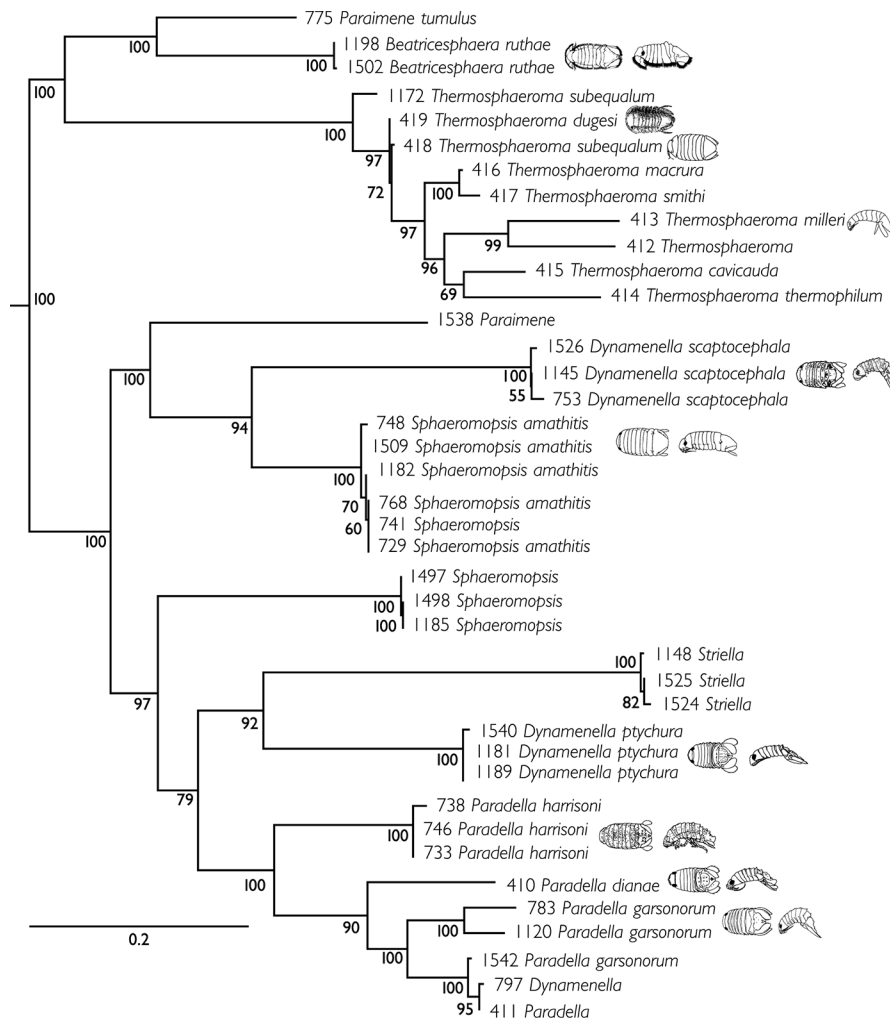 775 Paraimene tumulus
100
1198 Beatricesphaera ruthae
100
1502 Beatricesphaera ruthae
100
1172 Thermosphaeroma subequalum
100
419 Thermosphaeroma dugesi
418 Thermosphaeroma subequalum
97
416 Thermosphaeroma macrura
72
100
417 Thermosphaeroma smithi
413 Thermosphaeroma milleri
97
99
412 Thermosphaeroma
96
415 Thermosphaeroma cavicauda
69
414 Thermosphaeroma thermophilum
100
1538 Paraimene
1526 Dynamenella scaptocephala
100
100
1145 Dynamenella scaptocephala
55
753 Dynamenella scaptocephala
94
748 Sphaeromopsis amathitis
1509 Sphaeromopsis amathitis
1182 Sphaeromopsis amathitis
100
768 Sphaeromopsis amathitis
70
741 Sphaeromopsis
60
729 Sphaeromopsis amathitis
100
1497 Sphaeromopsis
100
1498 Sphaeromopsis
100
1185 Sphaeromopsis
1148 Striella
100
1525 Striella
97
82
1524 Striella
92
1540 Dynamenella ptychura
1181 Dynamenella ptychura
100
1189 Dynamenella ptychura
79
738 Paradella harrisoni
746 Paradella harrisoni
100
733 Paradella harrisoni
100
410 Paradella dianae
783 Paradella garsonorum
90
100
1120 Paradella garsonorum
0.2
100
1542 Paradella garsonorum
797 Dynamenella
100
95
411 Paradella